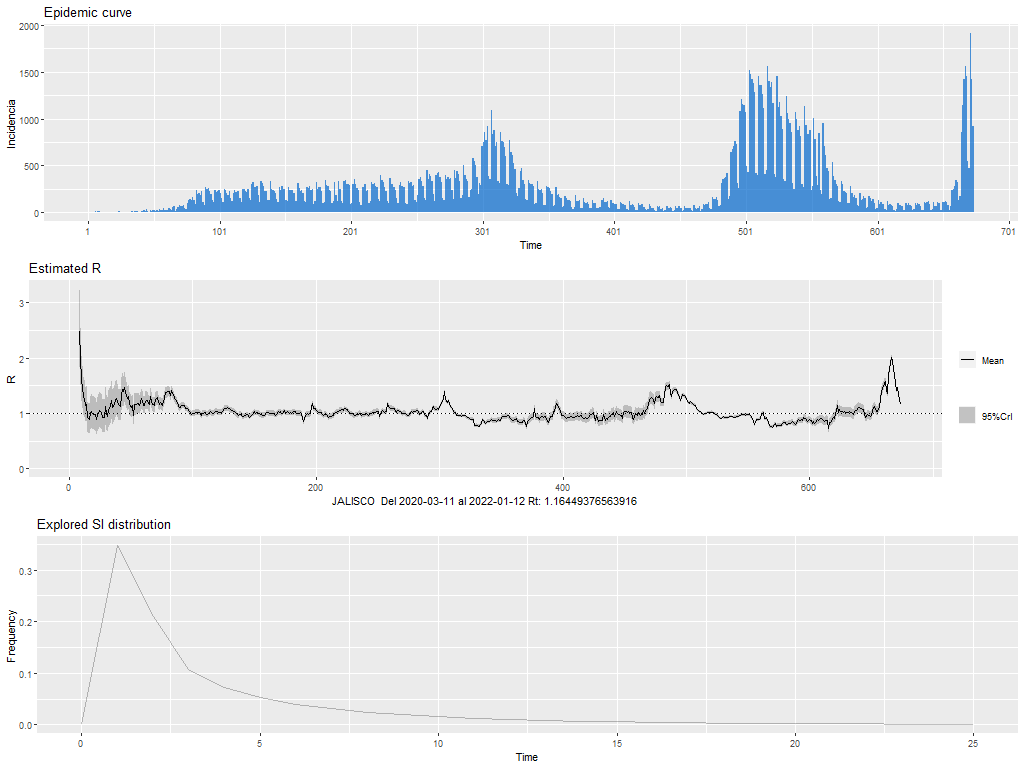 Epidemic curve
Incidencia
2000
1500
1000
500
0
1 101 201 301 401 501 601 701
Time
Estimated R
R
3
2
1
0
Mean
95%CrI
0 200 400 600
JALISCO Del 2020-03-11 al 2022-01-12 Rt: 1.16449376563916
Explored SI distribution
Frequency
0.3
0.2
0.1
0.0
0 5 10 15 20 25
Time